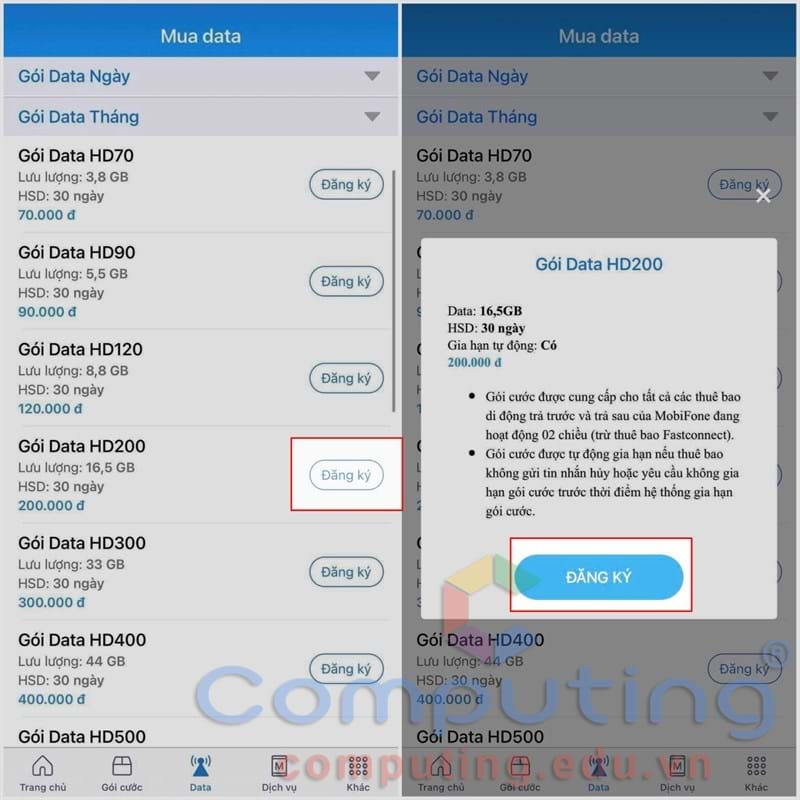 Mua data
Gói Data Ngày
Gói Data Tháng
Gói Data HD70
Lưu lượng: 3,8 GB
HSD: 30 ngày
70.000 đ
Đăng ký
Gói Data HD90
Lưu lượng: 5,5 GB
HSD: 30 ngày
90.000 đ
Đăng ký
Gói Data HD120
Lưu lượng: 8,8 GB
HSD: 30 ngày
120.000 đ
Đăng ký
Gói Data HD200
Lưu lượng: 16,5 GB
HSD: 30 ngày
200.000 đ
Đăng ký
Gói Data HD300
Lưu lượng: 33 GB
HSD: 30 ngày
300.000 đ
Đăng ký
Gói Data HD400
Lưu lượng: 44 GB
HSD: 30 ngày
400.000 đ
Đăng ký
Gói Data HD500
Trang chủ
Gói cước
Data
Dịch vụ
Khác
Mua data
Gói Data Ngày
Gói Data Tháng
Gói Data HD70
Lưu lượng: 3,8 GB
HSD: 30 ngày
70.000 đ
Đăng ký
Gói Data HD200
Data: 16,5GB
HSD: 30 ngày
Gia hạn tự động: Có
200.000 đ
Gói cước được cung cấp cho tất cả các thuê bao
di động trả trước và trả sau của MobiFone đang
hoạt động 02 chiều (trừ thuê bao Fastconnect).
Gói cước được tự động gia hạn nếu thuê bao
không gửi tin nhắn hủy hoặc yêu cầu không gia
hạn gói cước trước thời điểm hệ thống gia hạn
gói cước.
ĐĂNG KÝ
Gói Data HD400
Lưu lượng: 44 GB
HSD: 30 ngày
400.000 đ
Đăng ký
Gói Data HD500
Trang chủ
Gói cước
Data
Dịch vụ
Khác
Computing®
computing.edu.vn